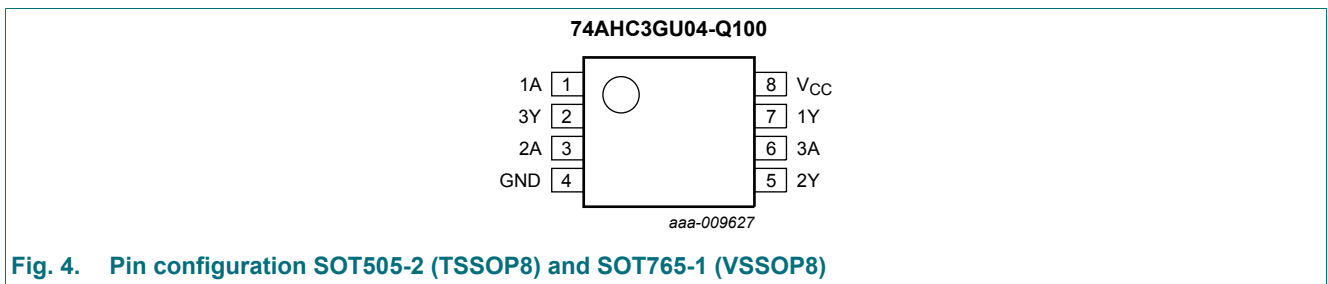 74AHC3GU04-Q100
1A 1 8 VCC
3Y 2 7 1Y
2A 3 6 3A
GND 4 5 2Y
aaa-009627
Fig. 4. Pin configuration SOT505-2 (TSSOP8) and SOT765-1 (VSSOP8)